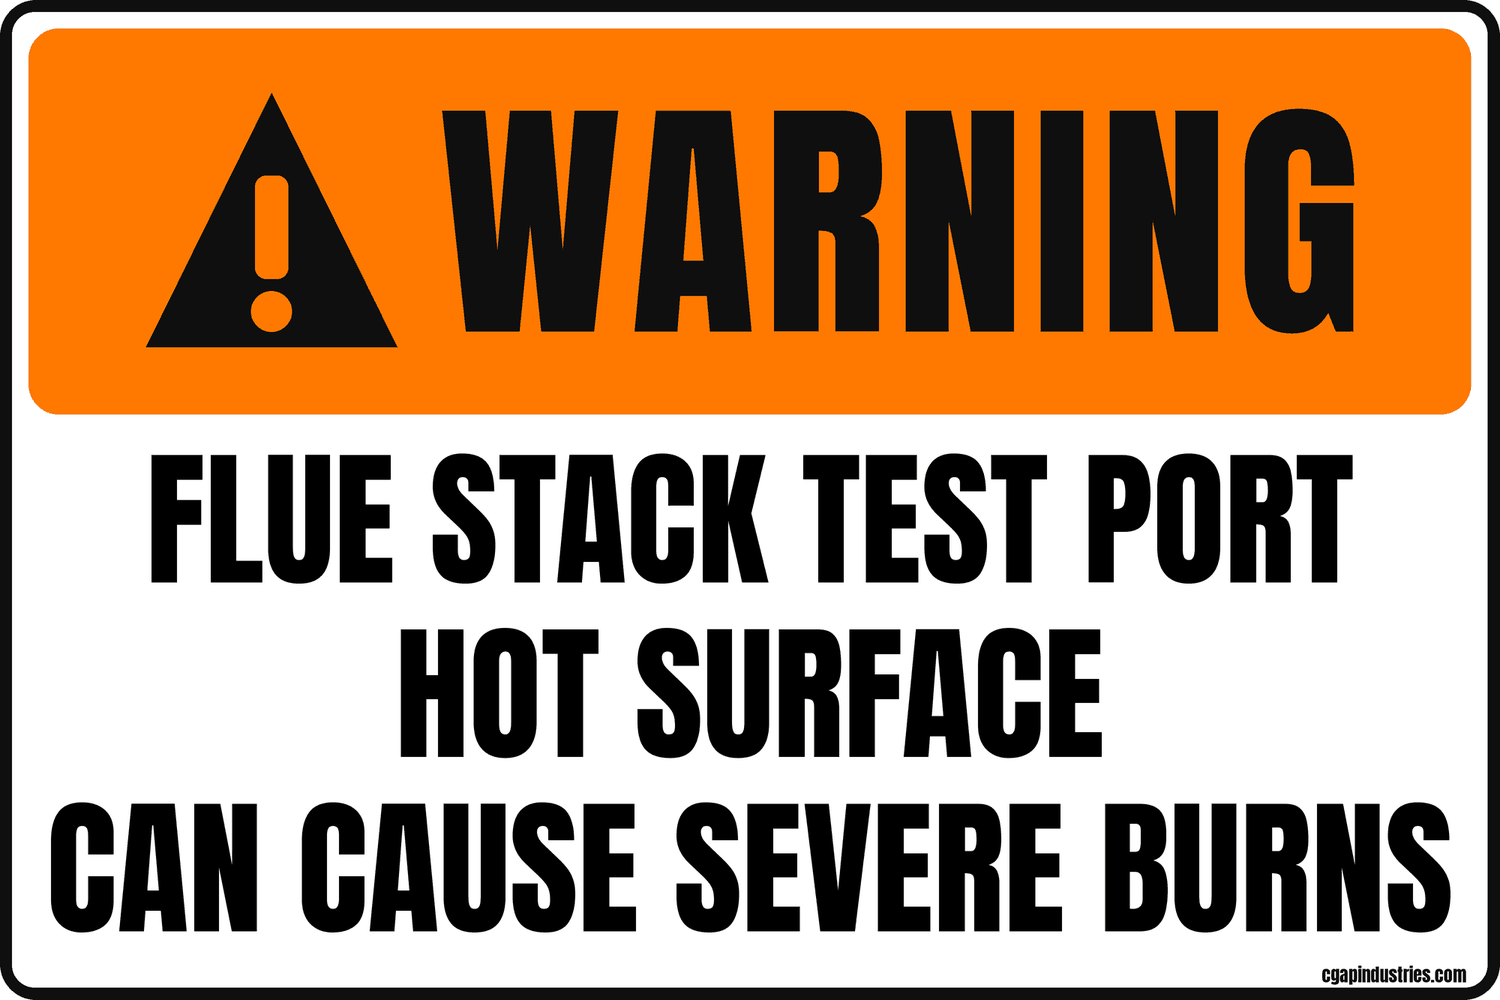 WARNING
FLUE STACK TEST PORT
HOT SURFACE
CAN CAUSE SEVERE BURNS
cgapindustries.com